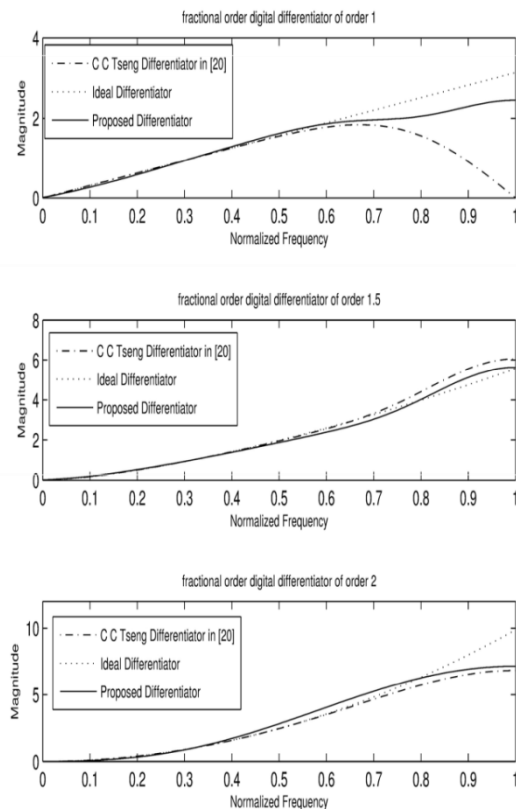 fractional order digital differentiator of order 1
4
C C Tseng Differentiator in [20]
Ideal Differentiator
Proposed Differentiator
2
0
Magnitude
0 0.1 0.2 0.3 0.4 0.5 0.6 0.7 0.8 0.9 1
Normalized Frequency
fractional order digital differentiator of order 1.5
8
C C Tseng Differentiator in [20]
6
Ideal Differentiator
4
Proposed Differentiator
2
0
Magnitude
0 0.1 0.2 0.3 0.4 0.5 0.6 0.7 0.8 0.9 1
Normalized Frequency
fractional order digital differentiator of order 2
10
C C Tseng Differentiator in [20]
Ideal Differentiator
Proposed Differentiator
5
0
Magnitude
0 0.1 0.2 0.3 0.4 0.5 0.6 0.7 0.8 0.9 1
Normalized Frequency